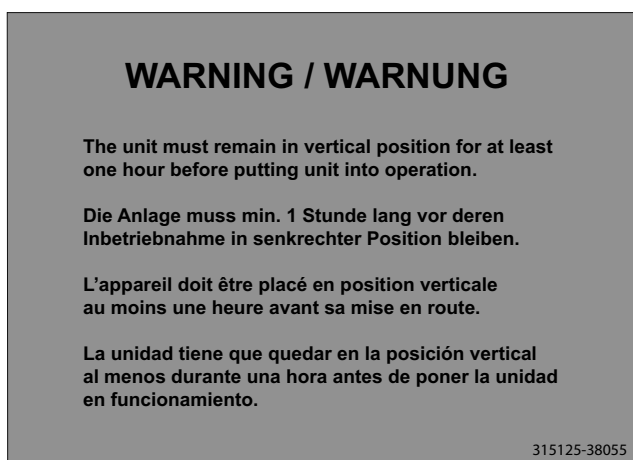 WARNING / WARNUNG
The unit must remain in vertical position for at least
one hour before putting unit into operation.
Die Anlage muss min. 1 Stunde lang vor deren
Inbetriebnahme in senkrechter Position bleiben.
L’appareil doit être placé en position verticale
au moins une heure avant sa mise en route.
La unidad tiene que quedar en la posición vertical
al menos durante una hora antes de poner la unidad
en funcionamiento.
315125-38055